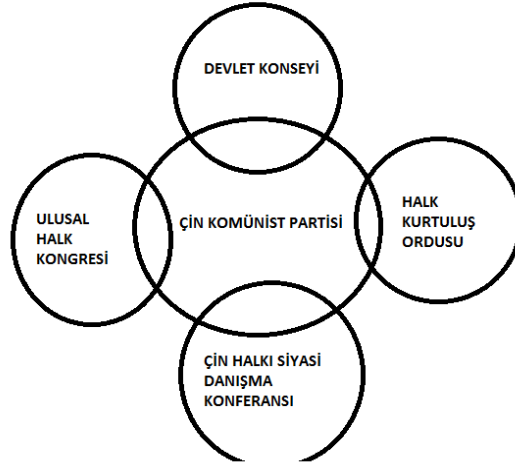 DEVLET KONSEYİ
ULUSAL
HALK
KONGRESİ
ÇİN KOMÜNİST PARTİSİ
HALK
KURTULUŞ
ORDUSU
ÇİN HALKI SİYASİ
DANIŞMA
KONFERANSI